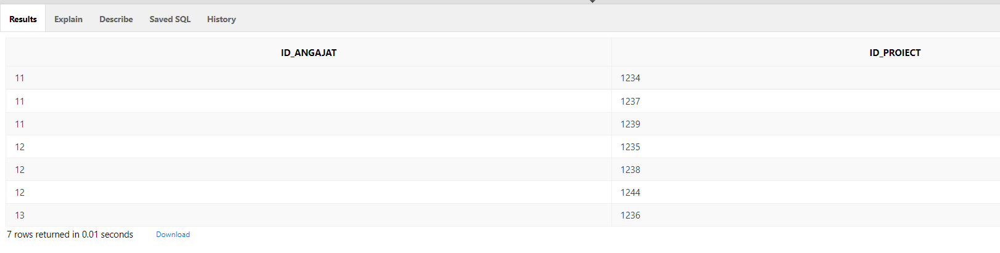 Results Explain Describe Saved SQL History
ID_ANGAJAT ID_PROIECT
11 1234
11 1237
11 1239
12 1235
12 1238
12 1244
13 1236
7 rows returned in 0.01 seconds Download